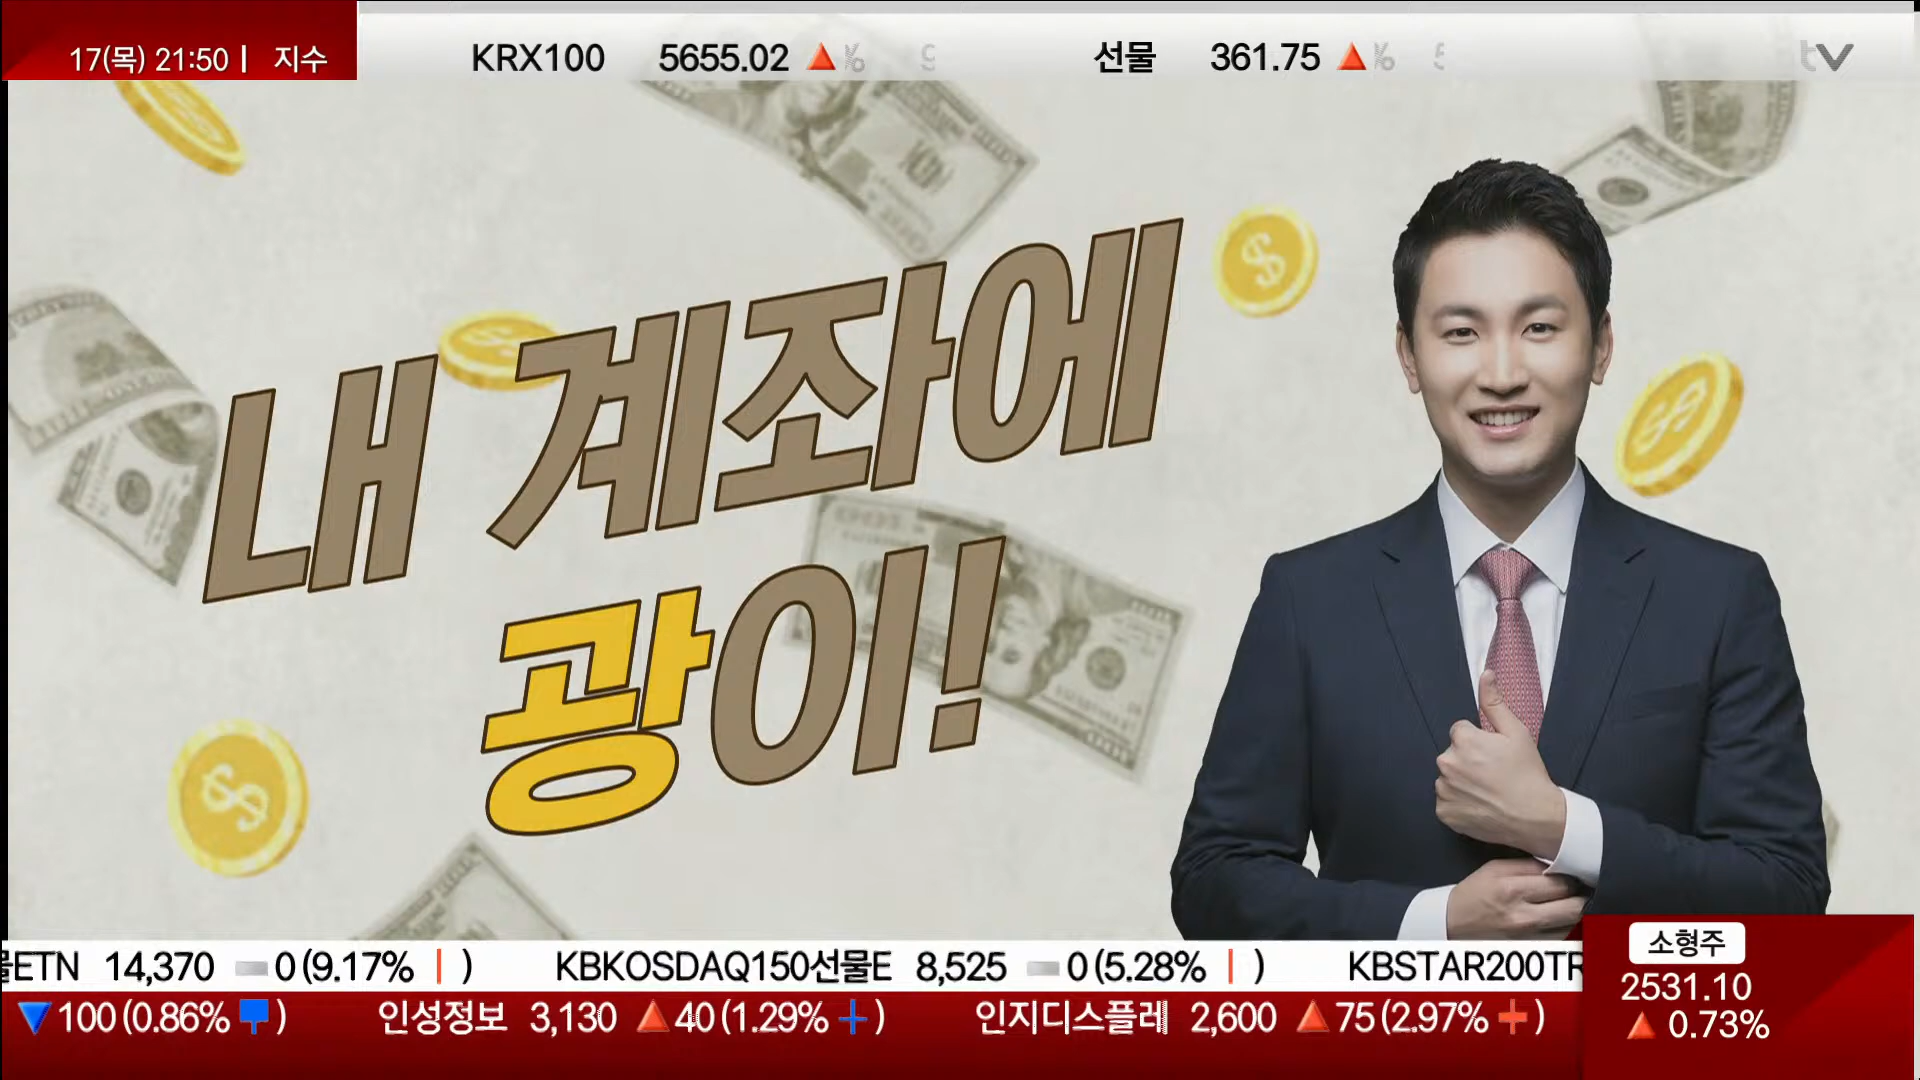 17(목) 21:50 | 지수 KRX100 5655.02 ▲ 선물 361.75 ▲ tv
내 계좌에
광이!
ETN 14,370 0(9.17% ) KBKOSDAQ150선물E 8,525 0(5.28% ) KBSTAR200TR
▼100(0.86% ) 인성정보 3,130 ▲40(1.29% ) 인지디스플레 2,600 ▲75(2.97% )
소형주
2531.10
▲ 0.73%